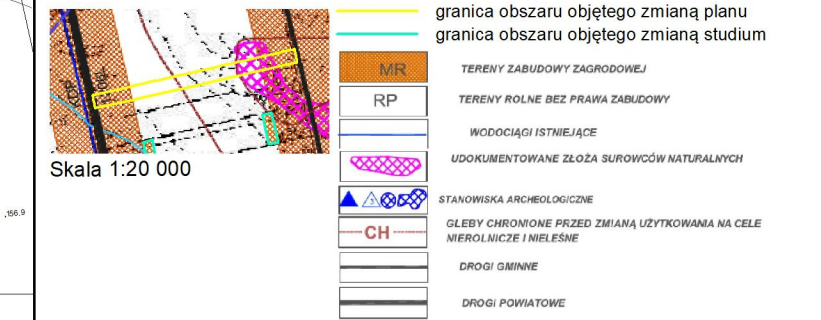 granica obszaru objętego zmianą planu
granica obszaru objętego zmianą studium
MR TERENY ZABUDOWY ZAGRODOWEJ
RP TERENY ROLNE BEZ PRAWA ZABUDOWY
WODOCIĄGI ISTNIEJĄCE
UDOKUMENTOWANE ZŁOŻA SUROWCÓW NATURALNYCH
Skala 1:20 000
STANOWISKA ARCHEOLOGICZNE
,156.9
CH GLEBY CHRONIONE PRZED ZMIANĄ UŻYTKOWANIA NA CELE
NIEROLNICZE I NIELEŚNE
DROGI GMINNE
DROGI POWIATOWE